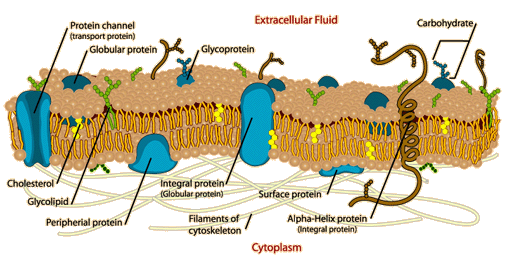 Extracellular Fluid
Protein channel
(transport protein)
Globular protein
Glycoprotein
Carbohydrate
Cholesterol
Glycolipid
Peripherial protein
Integral protein
(Globular protein)
Filaments of
cytoskeleton
Surface protein
Alpha-Helix protein
(Integral protein)
Cytoplasm